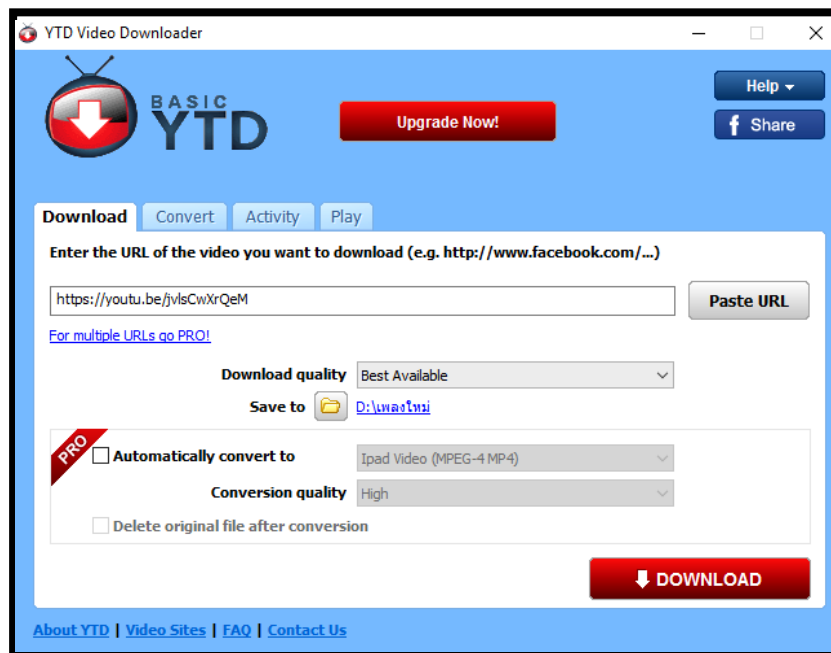 YTD Video Downloader
BASIC
YTD
Upgrade Now!
Help
f Share
Download Convert Activity Play
Enter the URL of the video you want to download (e.g. http://www.facebook.com/...)
https://youtu.be/jvlsCwXrQeM
Paste URL
For multiple URLs go PRO!
Download quality Best Available
Save to D:\เพลงใหม่
PRO
Automatically convert to Ipad Video (MPEG-4 MP4)
Conversion quality High
Delete original file after conversion
DOWNLOAD
About YTD | Video Sites | FAQ | Contact Us